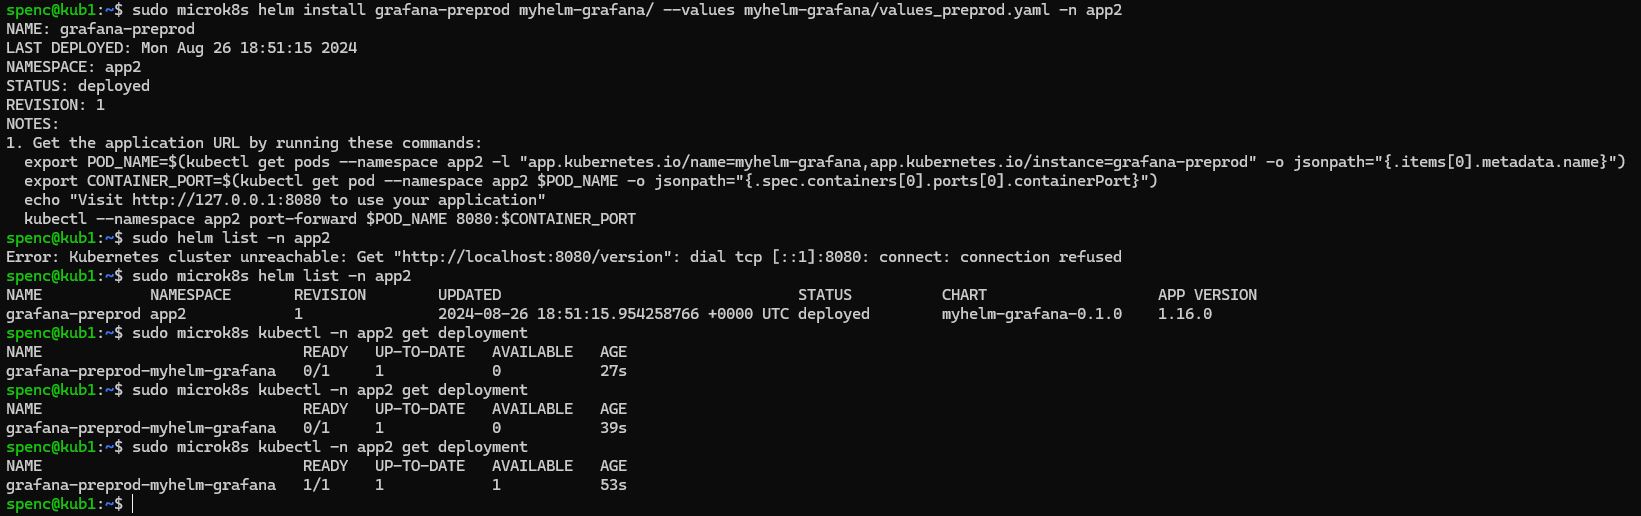 spenc@kub1:~$ sudo microk8s helm install grafana-preprod myhelm-grafana/ --values myhelm-grafana/values_preprod.yaml -n app2
NAME: grafana-preprod
LAST DEPLOYED: Mon Aug 26 18:51:15 2024
NAMESPACE: app2
STATUS: deployed
REVISION: 1
NOTES:
1. Get the application URL by running these commands:
  export POD_NAME=$(kubectl get pods --namespace app2 -l "app.kubernetes.io/name=myhelm-grafana,app.kubernetes.io/instance=grafana-preprod" -o jsonpath="{.items[0].metadata.name}")
  export CONTAINER_PORT=$(kubectl get pod --namespace app2 $POD_NAME -o jsonpath="{.spec.containers[0].ports[0].containerPort}")
  echo "Visit http://127.0.0.1:8080 to use your application"
  kubectl --namespace app2 port-forward $POD_NAME 8080:$CONTAINER_PORT
spenc@kub1:~$ sudo helm list -n app2
Error: Kubernetes cluster unreachable: Get "http://localhost:8080/version": dial tcp [::1]:8080: connect: connection refused
spenc@kub1:~$ sudo microk8s helm list -n app2
NAME            NAMESPACE       REVISION        UPDATED                                 STATUS          CHART                   APP VERSION
grafana-preprod app2            1               2024-08-26 18:51:15.954258766 +0000 UTC deployed        myhelm-grafana-0.1.0    1.16.0
spenc@kub1:~$ sudo microk8s kubectl -n app2 get deployment
NAME                             READY   UP-TO-DATE   AVAILABLE   AGE
grafana-preprod-myhelm-grafana   0/1     1            0           27s
spenc@kub1:~$ sudo microk8s kubectl -n app2 get deployment
NAME                             READY   UP-TO-DATE   AVAILABLE   AGE
grafana-preprod-myhelm-grafana   0/1     1            0           39s
spenc@kub1:~$ sudo microk8s kubectl -n app2 get deployment
NAME                             READY   UP-TO-DATE   AVAILABLE   AGE
grafana-preprod-myhelm-grafana   1/1     1            1           53s
spenc@kub1:~$